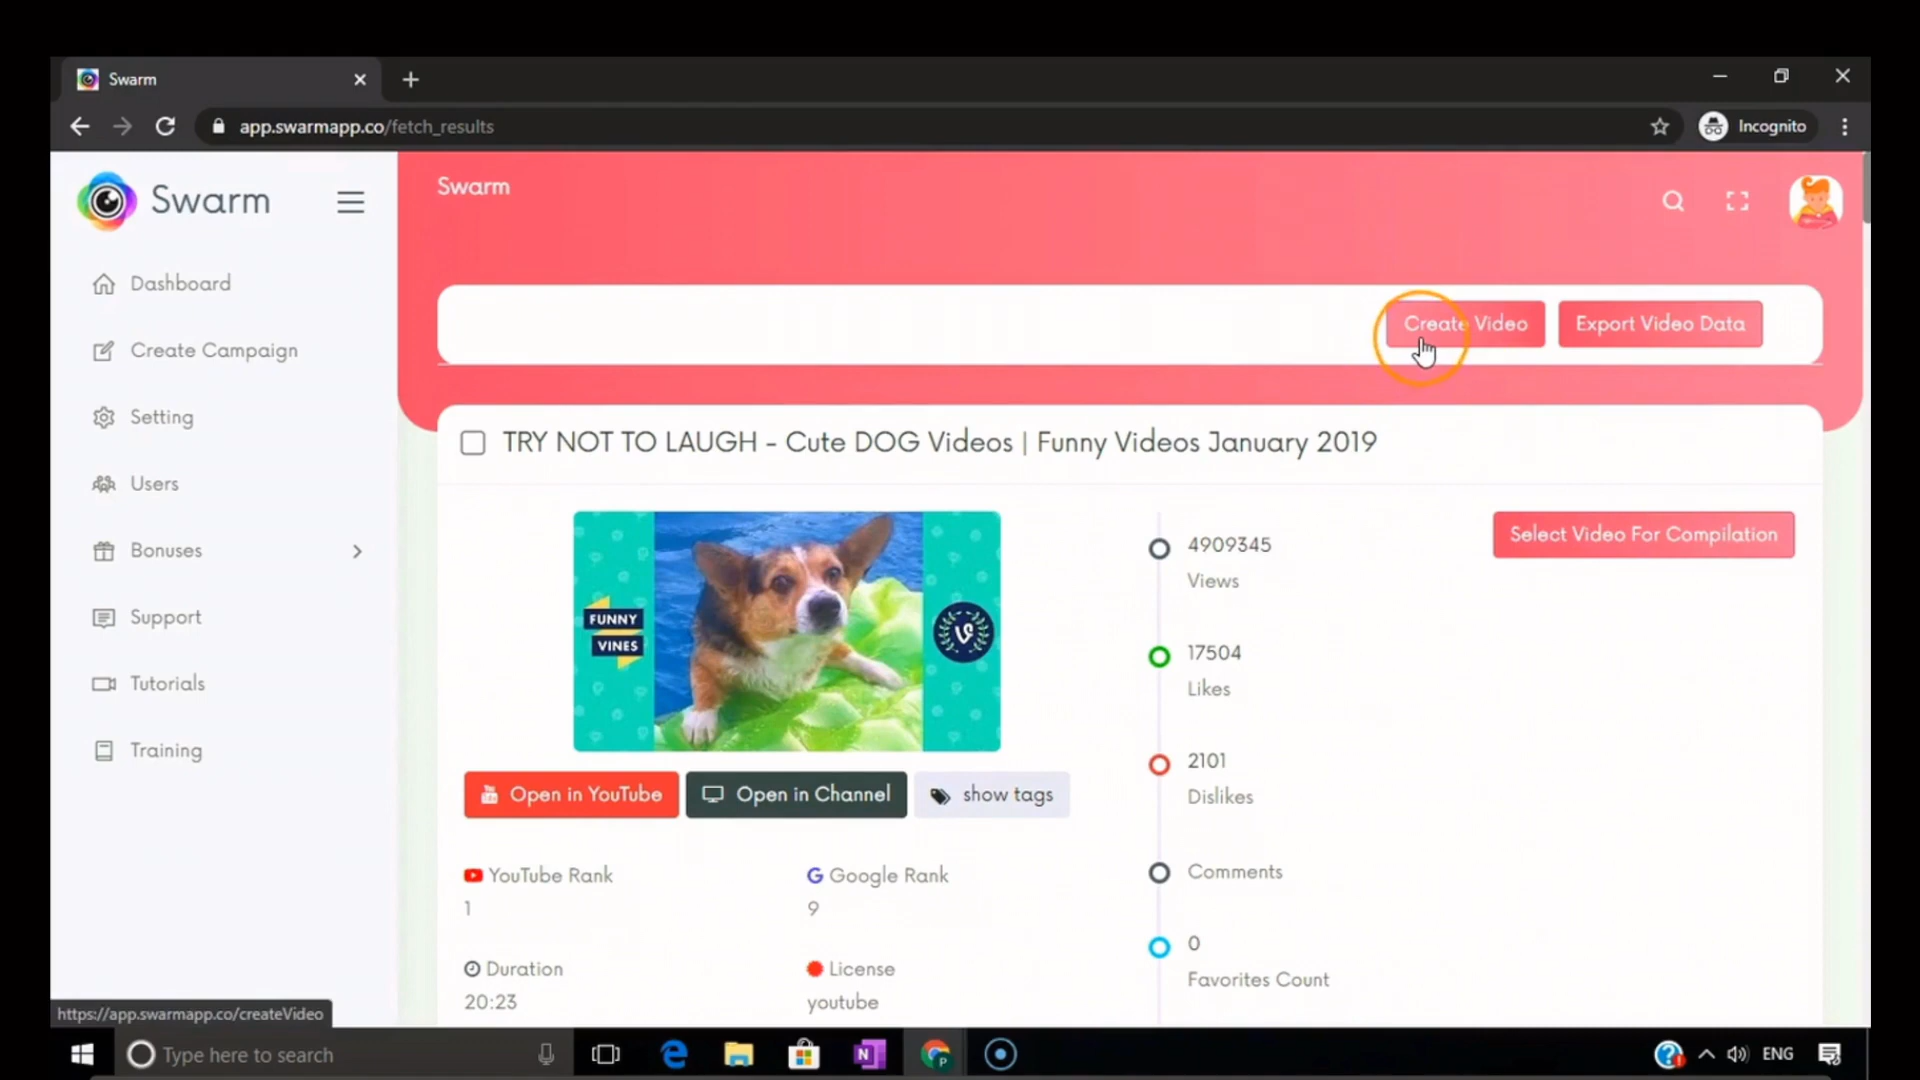 Swarm
app.swarmapp.co/fetch_results
Incognito
Swarm
Dashboard
Create Campaign
Setting
Users
Bonuses
Support
Tutorials
Training
Swarm
Create Video
Export Video Data
TRY NOT TO LAUGH - Cute DOG Videos | Funny Videos January 2019
FUNNY
VINES
V
Select Video For Compilation
4909345
Views
17504
Likes
2101
Dislikes
Comments
0
Favorites Count
Open in YouTube
Open in Channel
show tags
YouTube Rank
1
Google Rank
9
Duration
20:23
License
youtube
https://app.swarmapp.co/createVideo
Type here to search
ENG